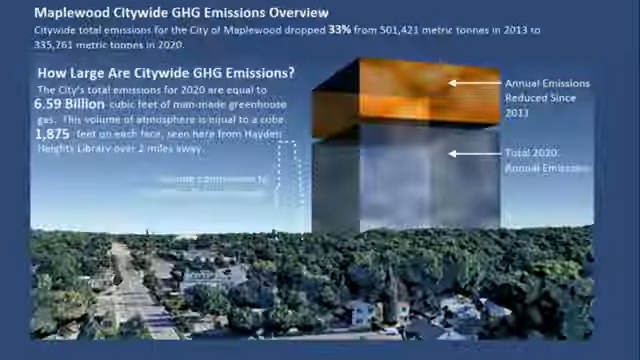 Maplewood Citywide GHG Emissions Overview
Citywide total emissions for the City of Maplewood dropped 33% from 501,421 metric tonnes in 2013 to
335,761 metric tonnes in 2020.
How Large Are Citywide GHG Emissions?
The City's total emissions for 2020 are equal to
6.59 Billion cubic feet of man-made greenhouse
gas. This volume of atmosphere is equal to a cube
1,875 feet on each face, seen here from Hayden
Heights Library over 2 miles away.
Annual Emissions
Reduced Since
2013
Total 2020
Annual Emissions